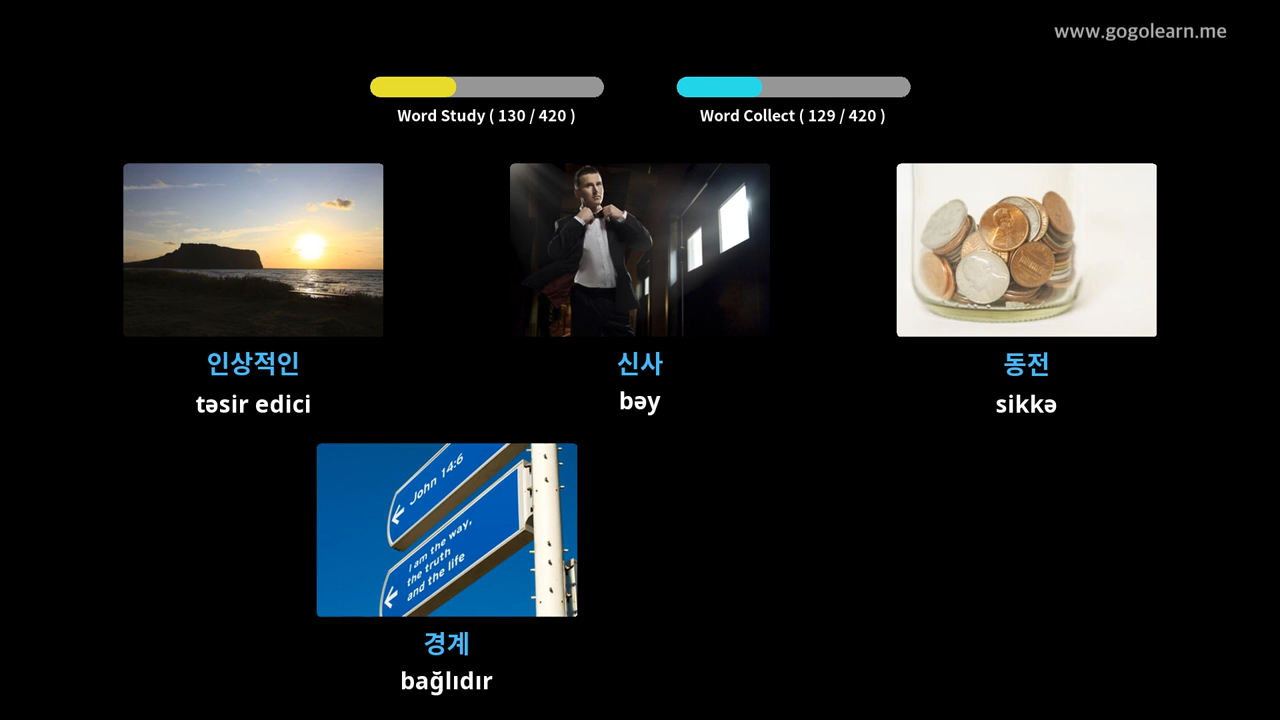 www.gogolearn.me
Word Study ( 130 / 420 )
Word Collect ( 129 / 420 )
인상적인
təsir edici
신사
bəy
동전
sikkə
John 14:6
I am the way,
the truth
and the life
경계
bağlıdır